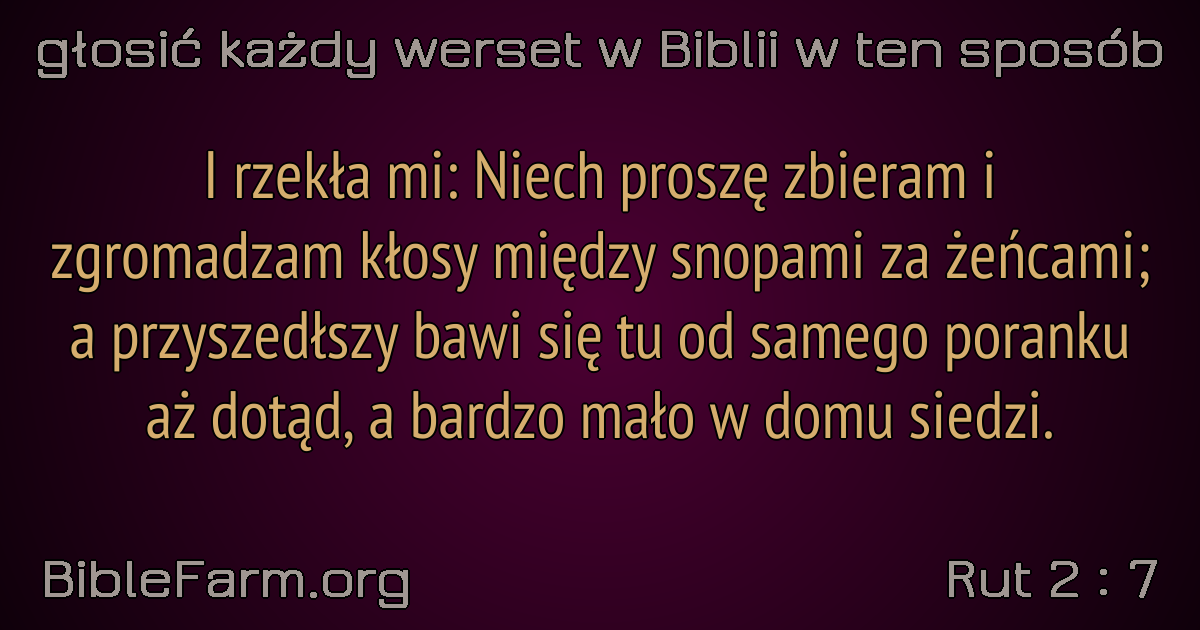 głosić każdy werset w Biblii w ten sposób
I rzekła mi: Niech proszę zbieram i
zgromadzam kłosy między snopami za żeńcami;
a przyszedłszy bawi się tu od samego poranku
aż dotąd, a bardzo mało w domu siedzi.
BibleFarm.org
Rut 2 : 7